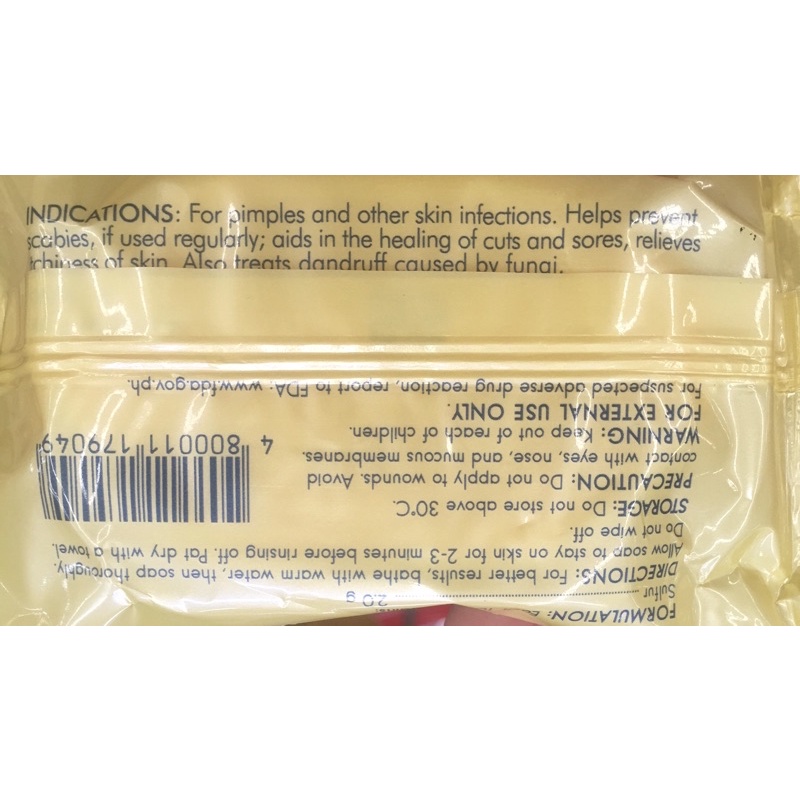 INDICATIONS: For pimples and other skin infections. Helps prevent
scabies, if used regularly; aids in the healing of cuts and sores, relieves
itchiness of skin. Also treats dandruff caused by fungi.
FORMULATION:
Sulfur 2.0 g
DIRECTIONS: For better results, bathe with warm water, then soap thoroughly.
Allow soap to stay on skin for 2-3 minutes before rinsing off. Pat dry with a towel.
Do not wipe off.
STORAGE: Do not store above 30°C.
PRECAUTION: Do not apply to wounds. Avoid
contact with eyes, nose, and mucous membranes.
WARNING: Keep out of reach of children.
FOR EXTERNAL USE ONLY.
For suspected adverse drug reaction, report to FDA: www.fda.gov.ph.
4 800011 179049